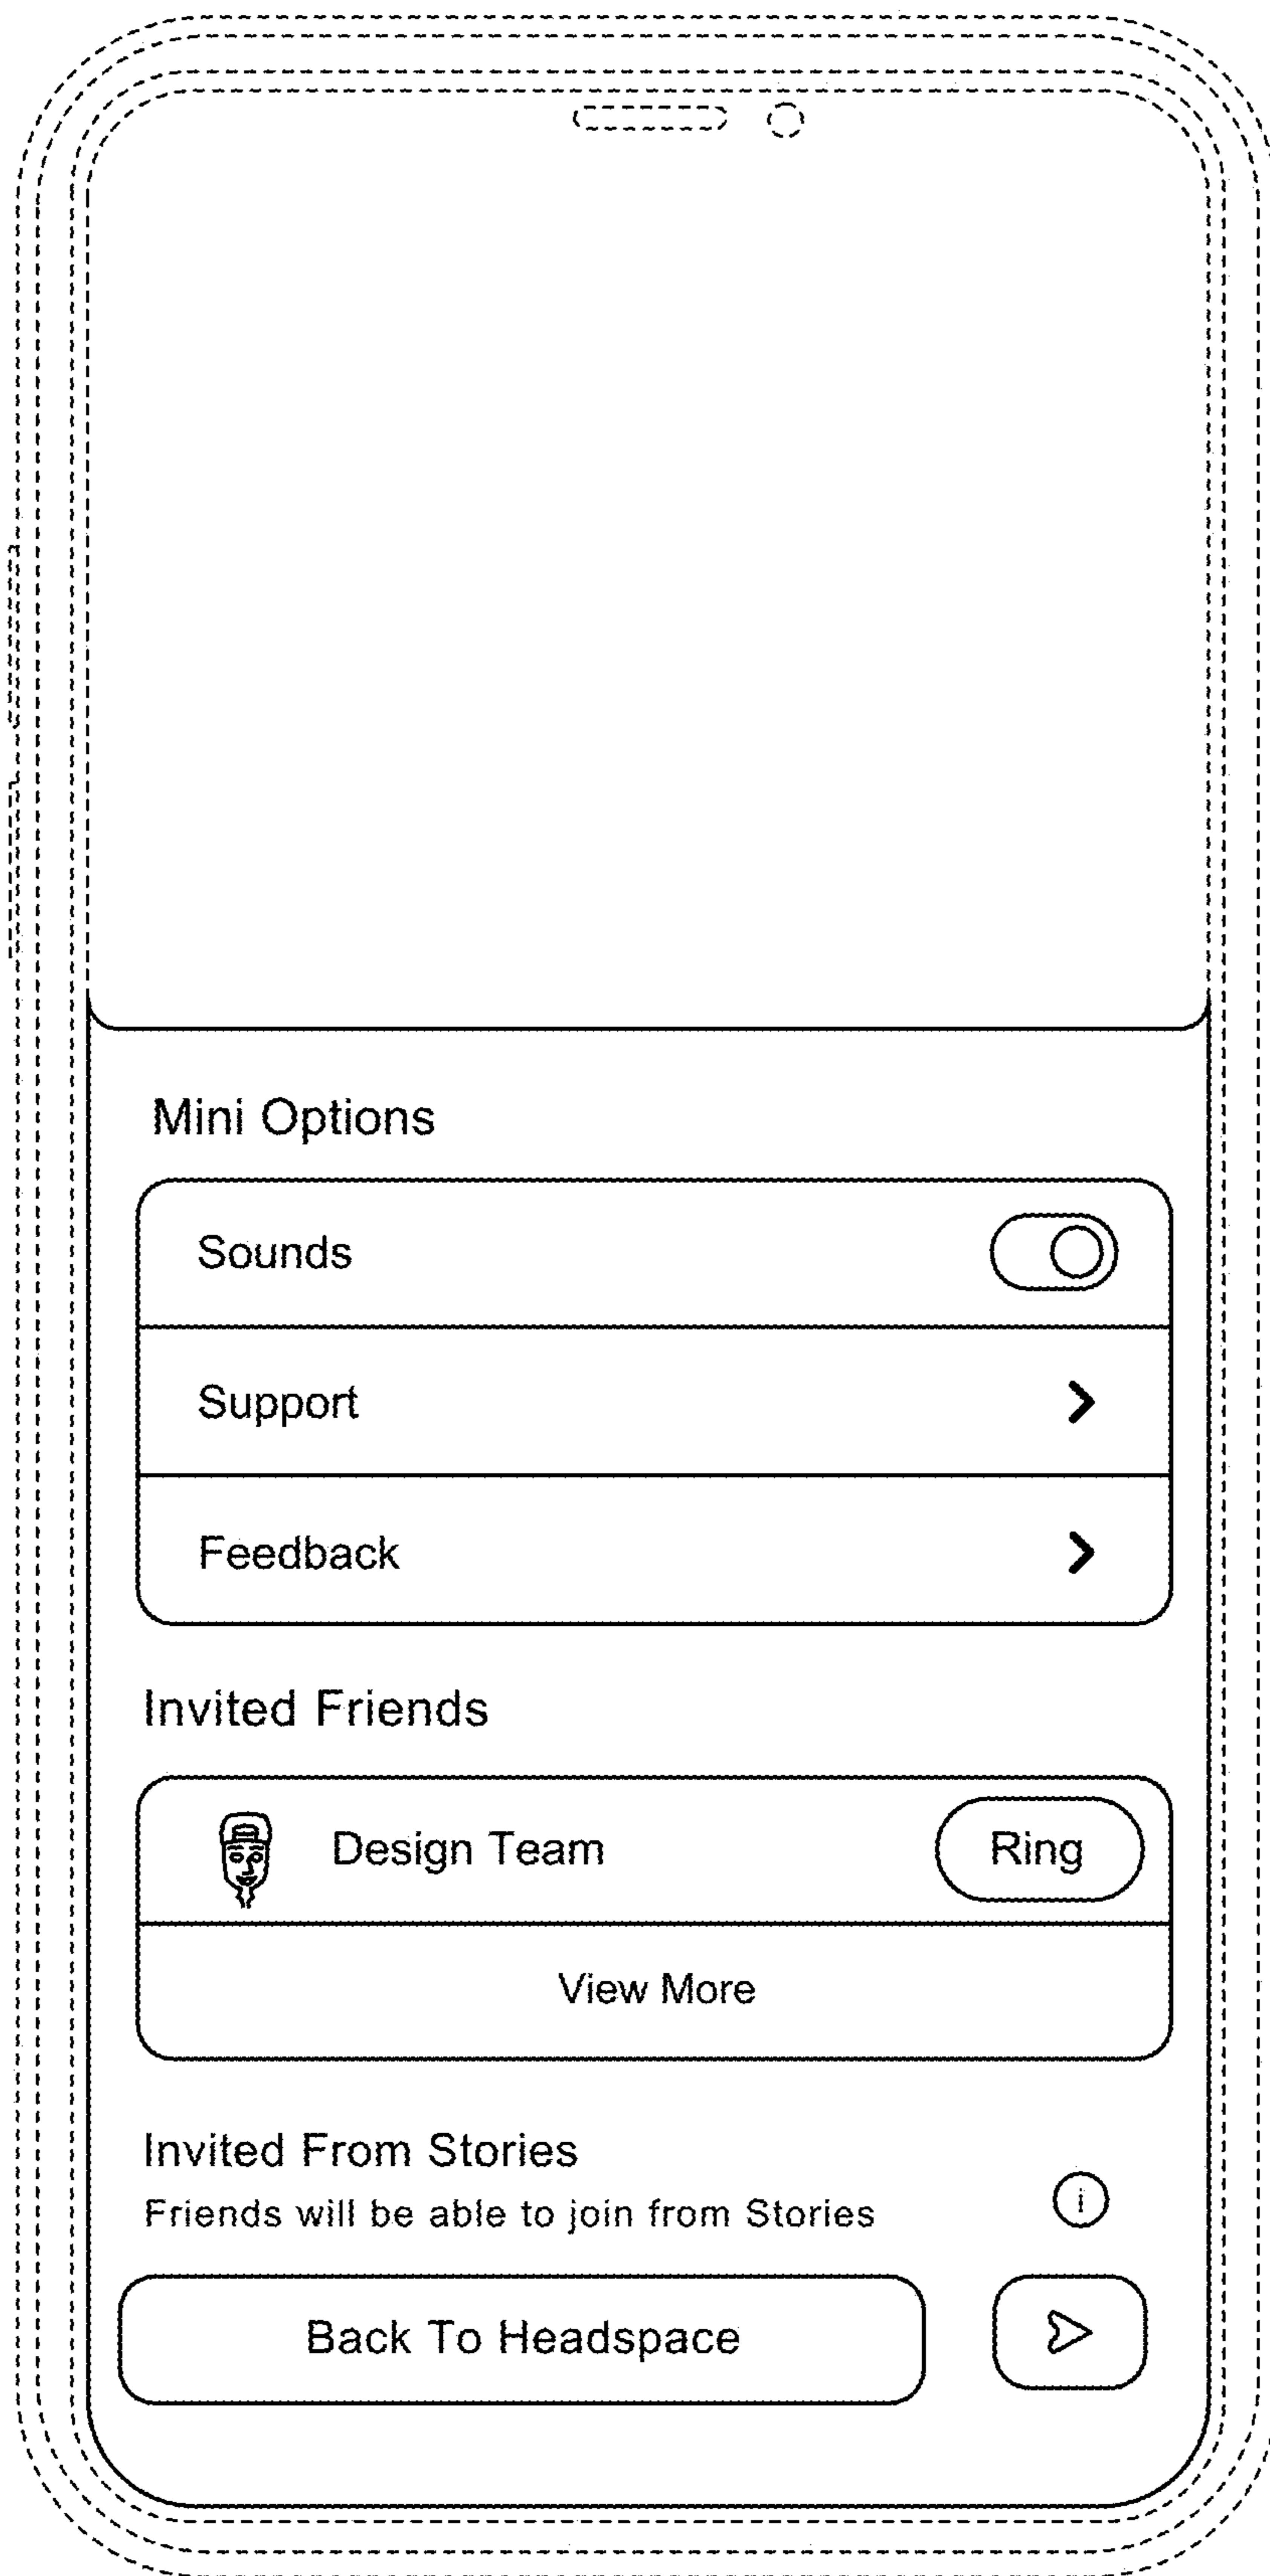 Mini Options
Sounds
Support
Feedback
Invited Friends
Design Team
Ring
View More
Invited From Stories
Friends will be able to join from Stories
i
Back To Headspace